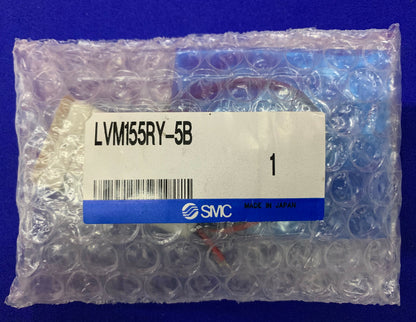 LVM155RY-5B
1
SMC MADE IN JAPAN